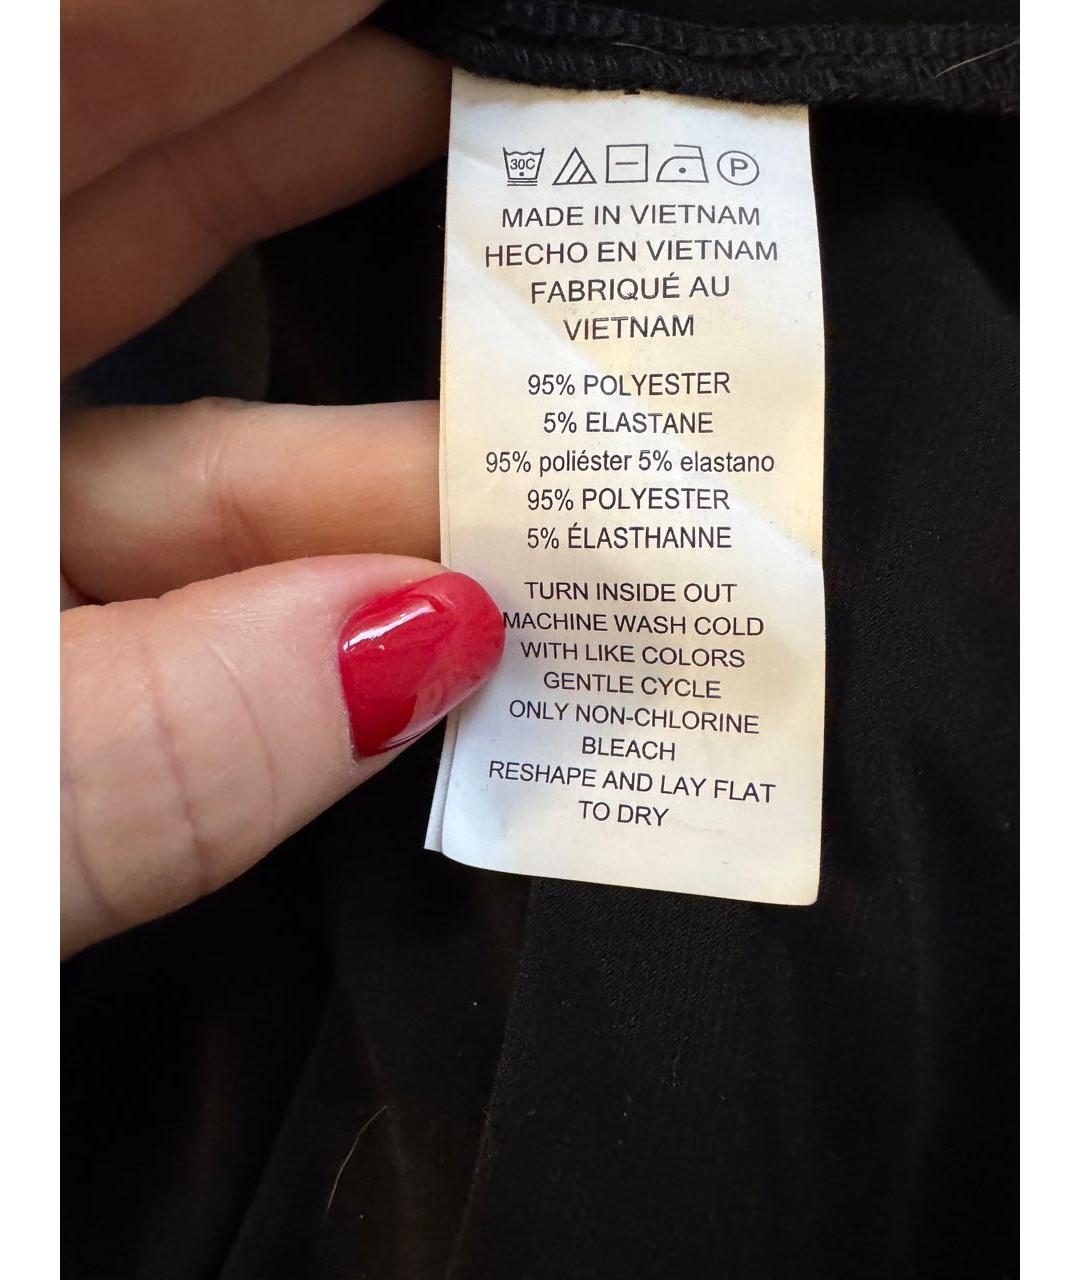 30C P
MADE IN VIETNAM
HECHO EN VIETNAM
FABRIQUÉ AU
VIETNAM
95% POLYESTER
5% ELASTANE
95% poliéster 5% elastano
95% POLYESTER
5% ÉLASTHANNE
TURN INSIDE OUT
MACHINE WASH COLD
WITH LIKE COLORS
GENTLE CYCLE
ONLY NON-CHLORINE
BLEACH
RESHAPE AND LAY FLAT
TO DRY